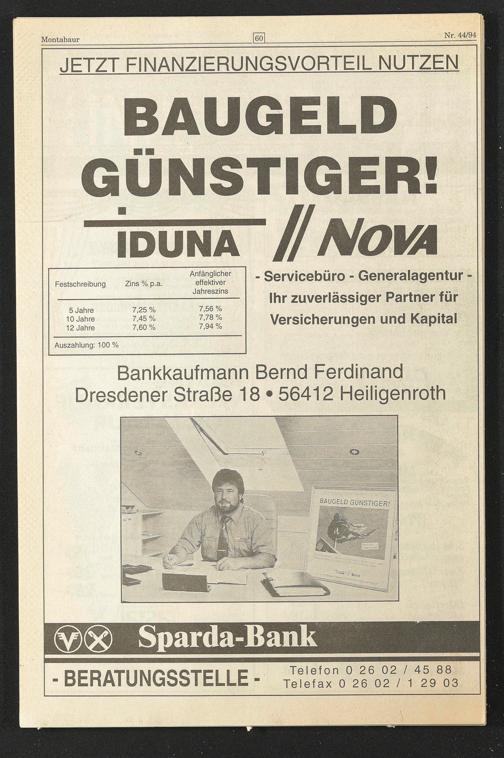 Montabaur 60 Nr. 44/94
JETZT FINANZIERUNGSVORTEIL NUTZEN
BAUGELD
GÜNSTIGER!
IDUNA // NOVA
Festschreibung Zins % p.a. Anfänglicher effektiver Jahreszins
5 Jahre 7,25 % 7,56 %
10 Jahre 7,45 % 7,78 %
12 Jahre 7,60 % 7,94 %
Auszahlung: 100 %
- Servicebüro - Generalagentur -
Ihr zuverlässiger Partner für
Versicherungen und Kapital
Bankkaufmann Bernd Ferdinand
Dresdener Straße 18 • 56412 Heiligenroth
BAUGELD GÜNSTIGER!
Sparda-Bank
- BERATUNGSSTELLE -
Telefon 0 26 02 / 45 88
Telefax 0 26 02 / 1 29 03